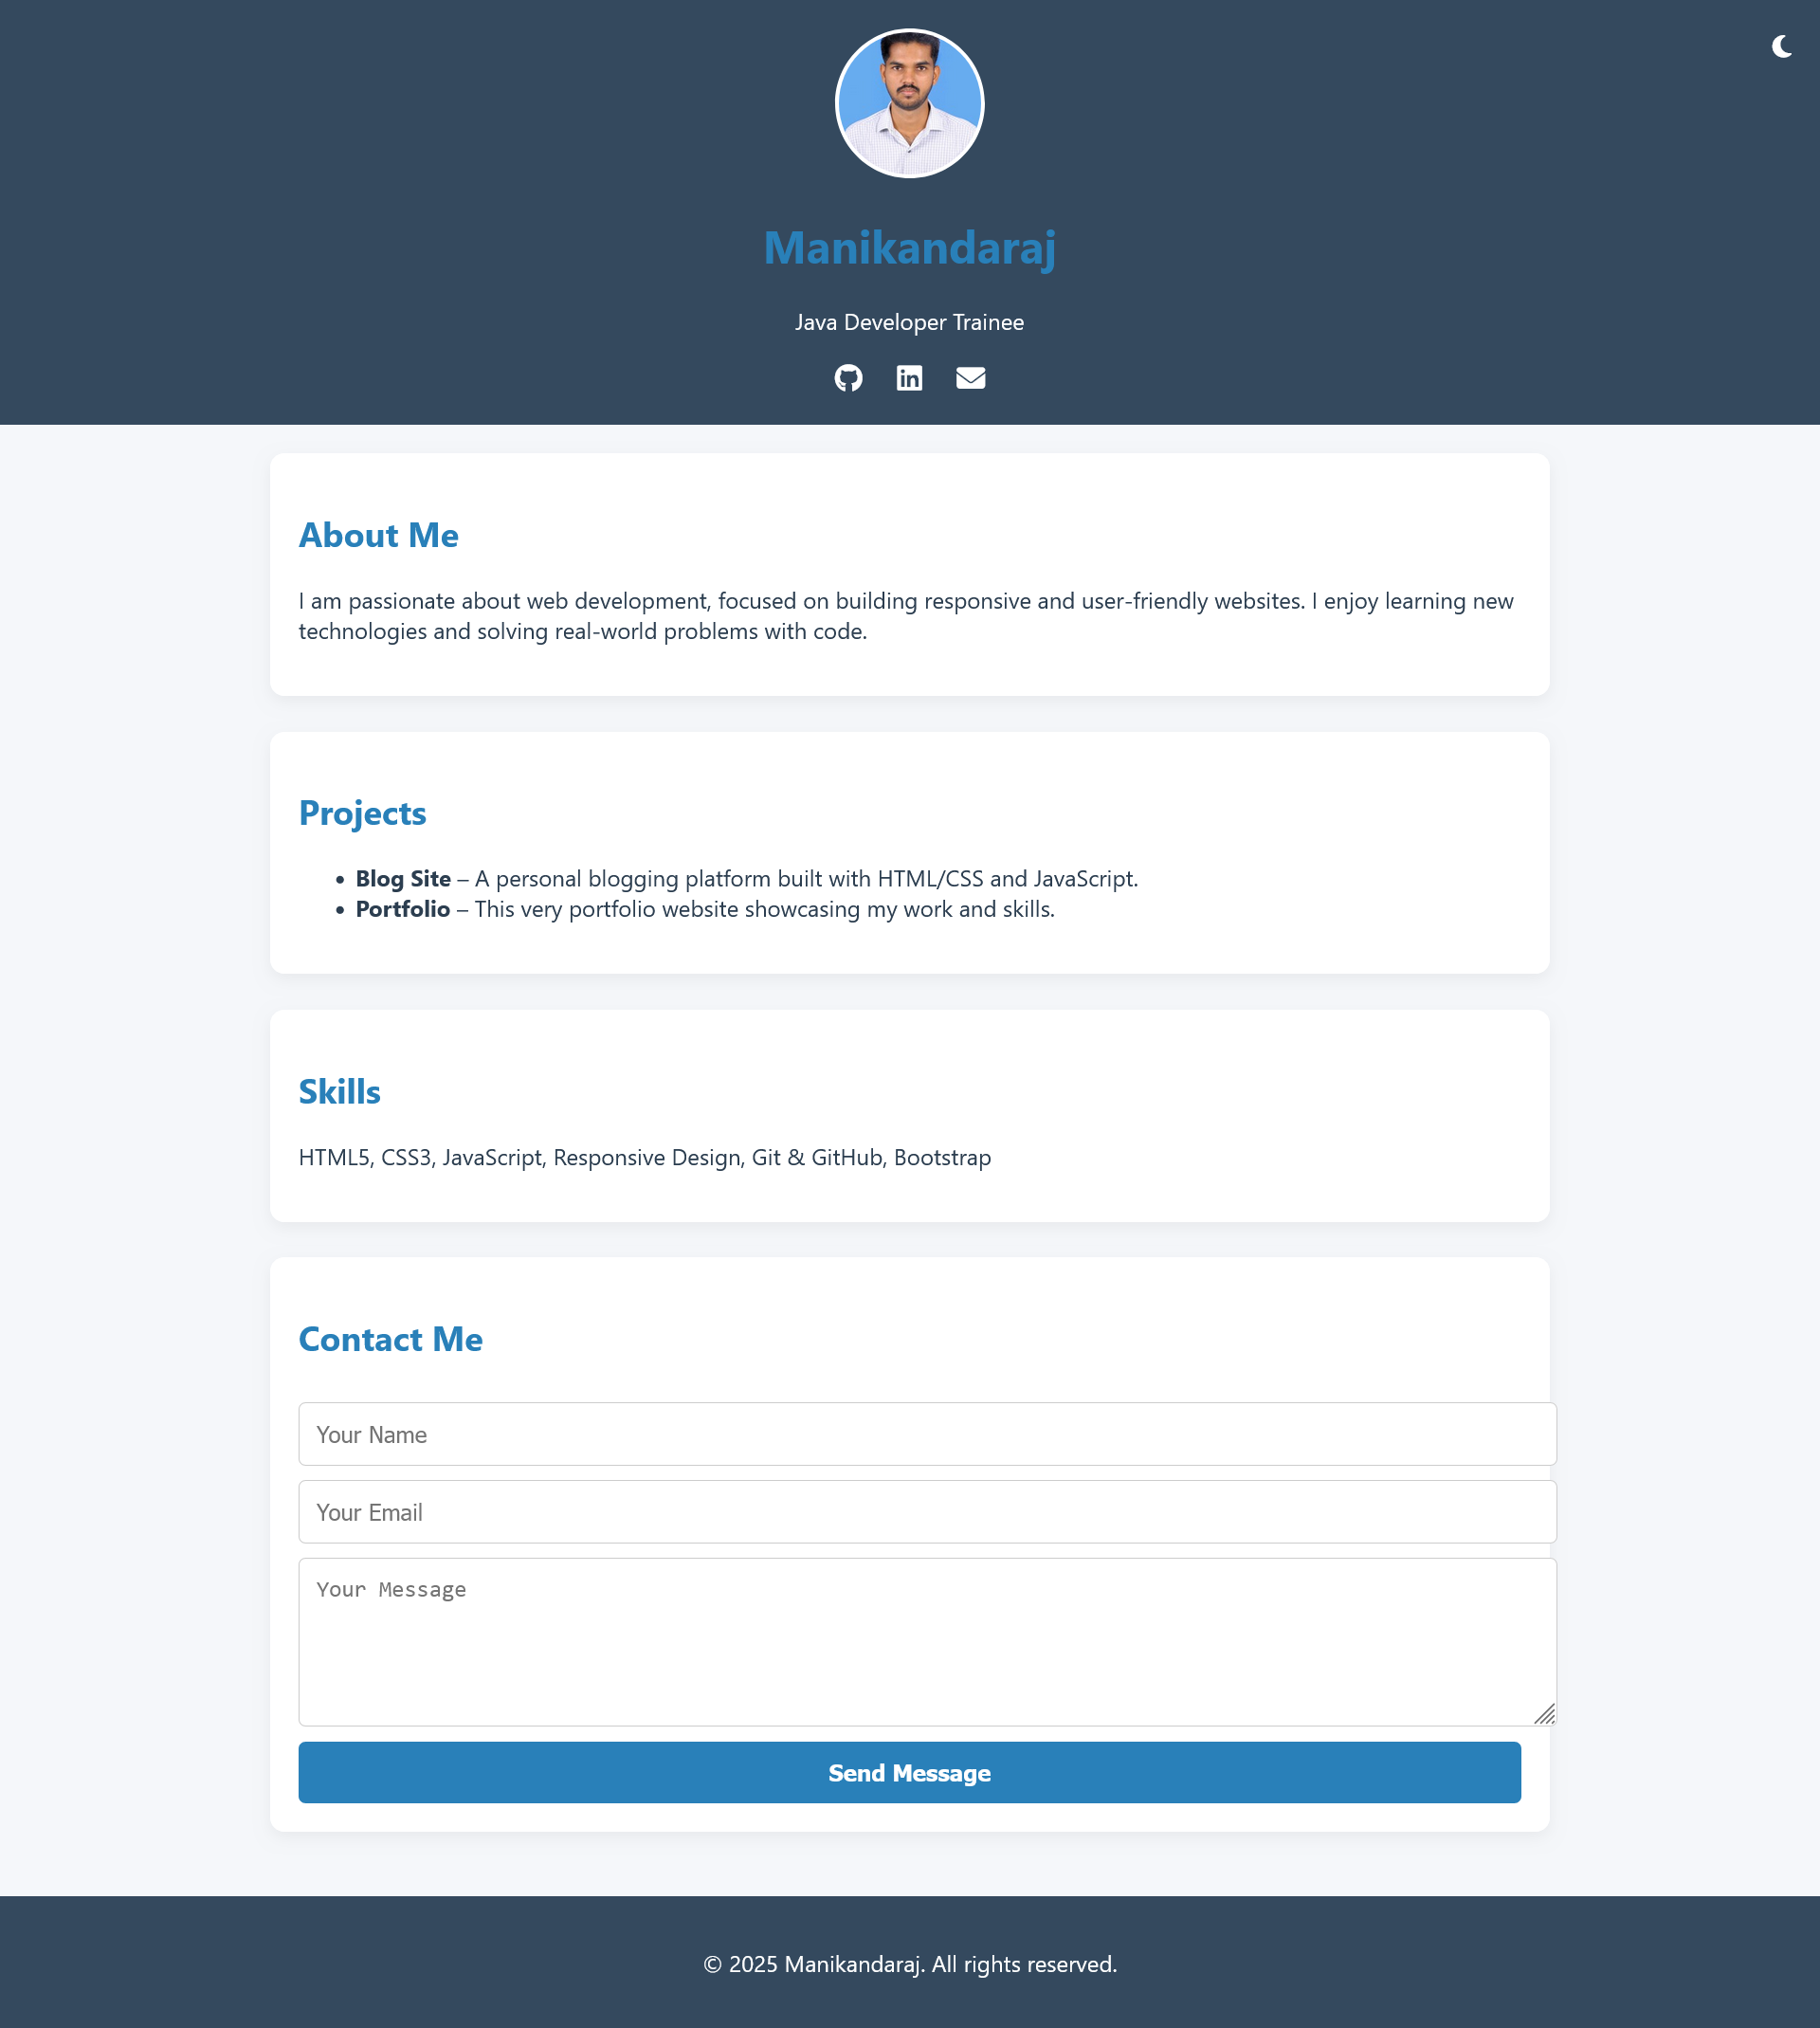 Manikandaraj
Java Developer Trainee
About Me
I am passionate about web development, focused on building responsive and user-friendly websites. I enjoy learning new
technologies and solving real-world problems with code.
Projects
• Blog Site – A personal blogging platform built with HTML/CSS and JavaScript.
• Portfolio – This very portfolio website showcasing my work and skills.
Skills
HTML5, CSS3, JavaScript, Responsive Design, Git & GitHub, Bootstrap
Contact Me
Your Name
Your Email
Your Message
Send Message
© 2025 Manikandaraj. All rights reserved.